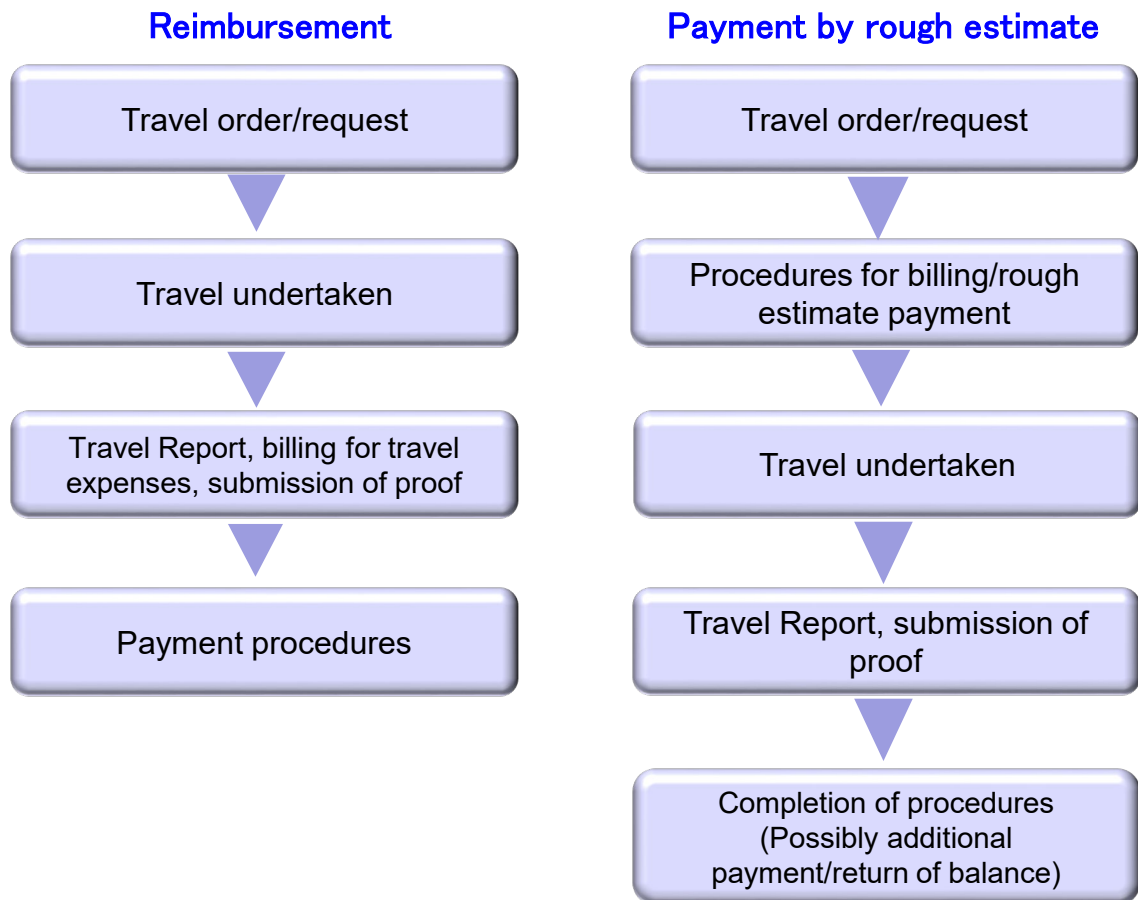 Reimbursement
Travel order/request
Travel undertaken
Travel Report, billing for travel
expenses, submission of proof
Payment procedures
Payment by rough estimate
Travel order/request
Procedures for billing/rough
estimate payment
Travel undertaken
Travel Report, submission of
proof
Completion of procedures
(Possibly additional
payment/return of balance)